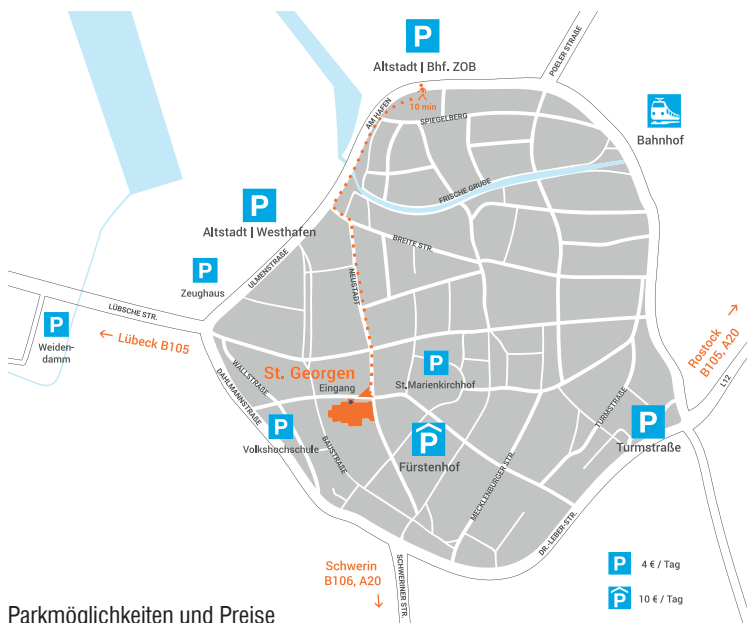 P
Altstadt | Bhf. ZOB
POELER STRASSE
10 min
AM HAFEN
SPIEGELBERG
Bahnhof
FRISCHE GRUBE
P
Altstadt | Westhafen
BREITE STR.
ULMENSTRAßE
NEUSTADT
P
Zeughaus
LÜBSCHE STR.
P
Weiden-
damm
← Lübeck B105
Rostock
B105, A20
→
L12
WALLSTRAßE
DAHLMANNSTRAßE
St. Georgen
Eingang
P
St.Marienkirchhof
P
Volkshochschule
BAUSTRAßE
P
Fürstenhof
TURMSTRAßE
P
Turmstraße
MECKLENBURGER STR.
DR.-LEBER-STR.
Schwerin
B106, A20
↓
SCHWERINER STR.
P 4 € / Tag
P 10 € / Tag
Parkmöglichkeiten und Preise